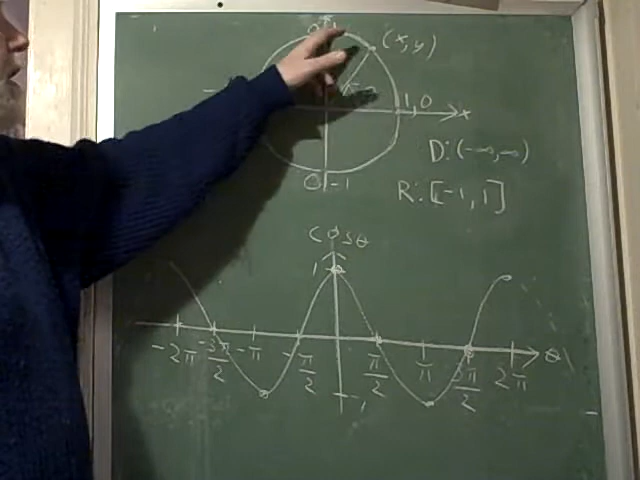 (x,y)
1,0
x
D: (-∞,∞)
0,-1
R: [-1,1]
cosθ
1
-2π -3π/2 -π -π/2 π/2 π 3π/2 2π θ
-1